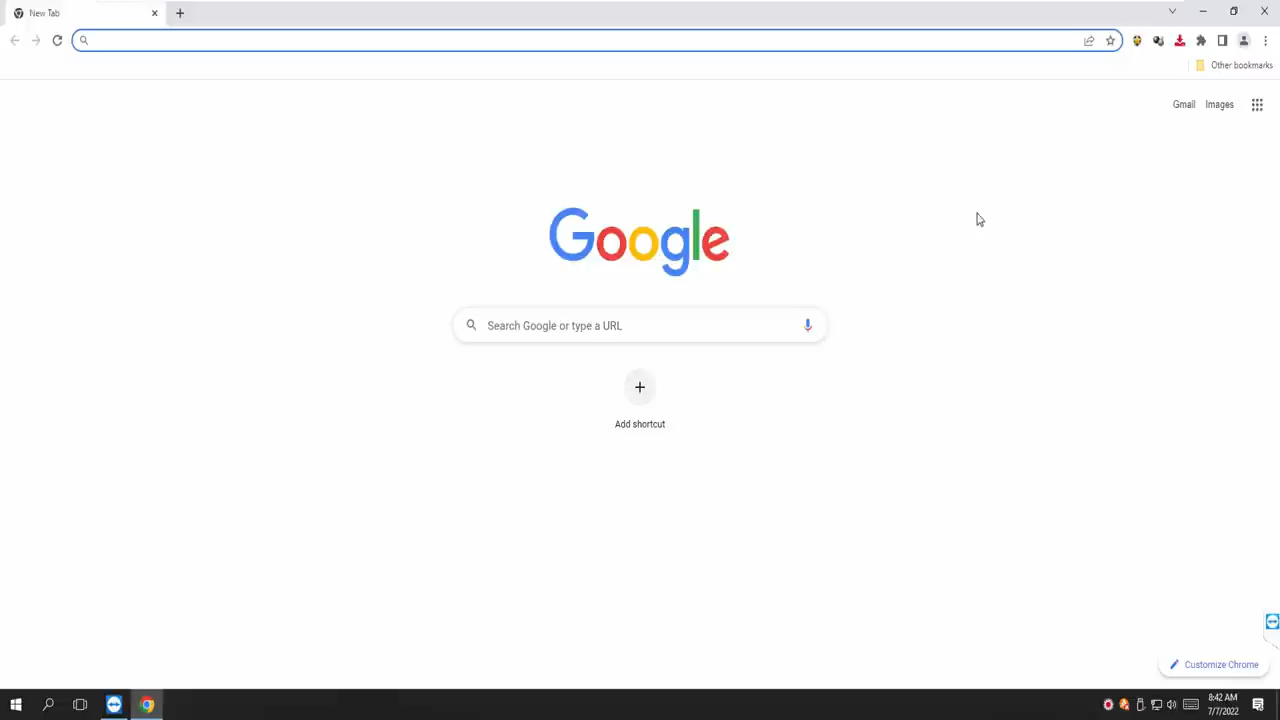 New Tab
Other bookmarks
Gmail Images
Google
Search Google or type a URL
Add shortcut
Customize Chrome
8:42 AM
7/7/2022